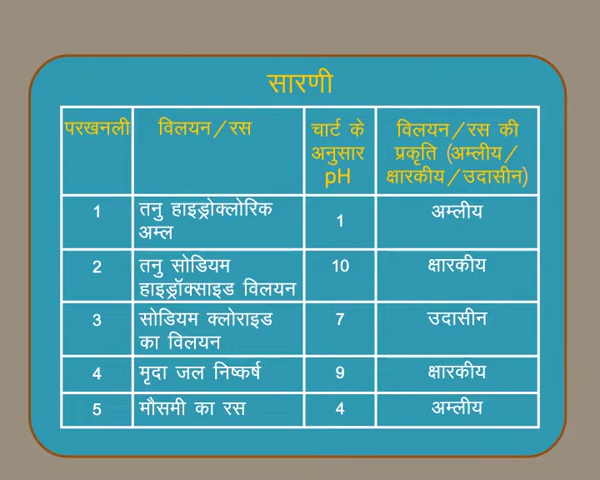 सारणी
परखनली विलयन/रस चार्ट के अनुसार pH विलयन/रस की प्रकृति (अम्लीय/क्षारकीय/उदासीन)
1 तनु हाइड्रोक्लोरिक अम्ल 1 अम्लीय
2 तनु सोडियम हाइड्रॉक्साइड विलयन 10 क्षारकीय
3 सोडियम क्लोराइड का विलयन 7 उदासीन
4 मृदा जल निष्कर्ष 9 क्षारकीय
5 मौसमी का रस 4 अम्लीय